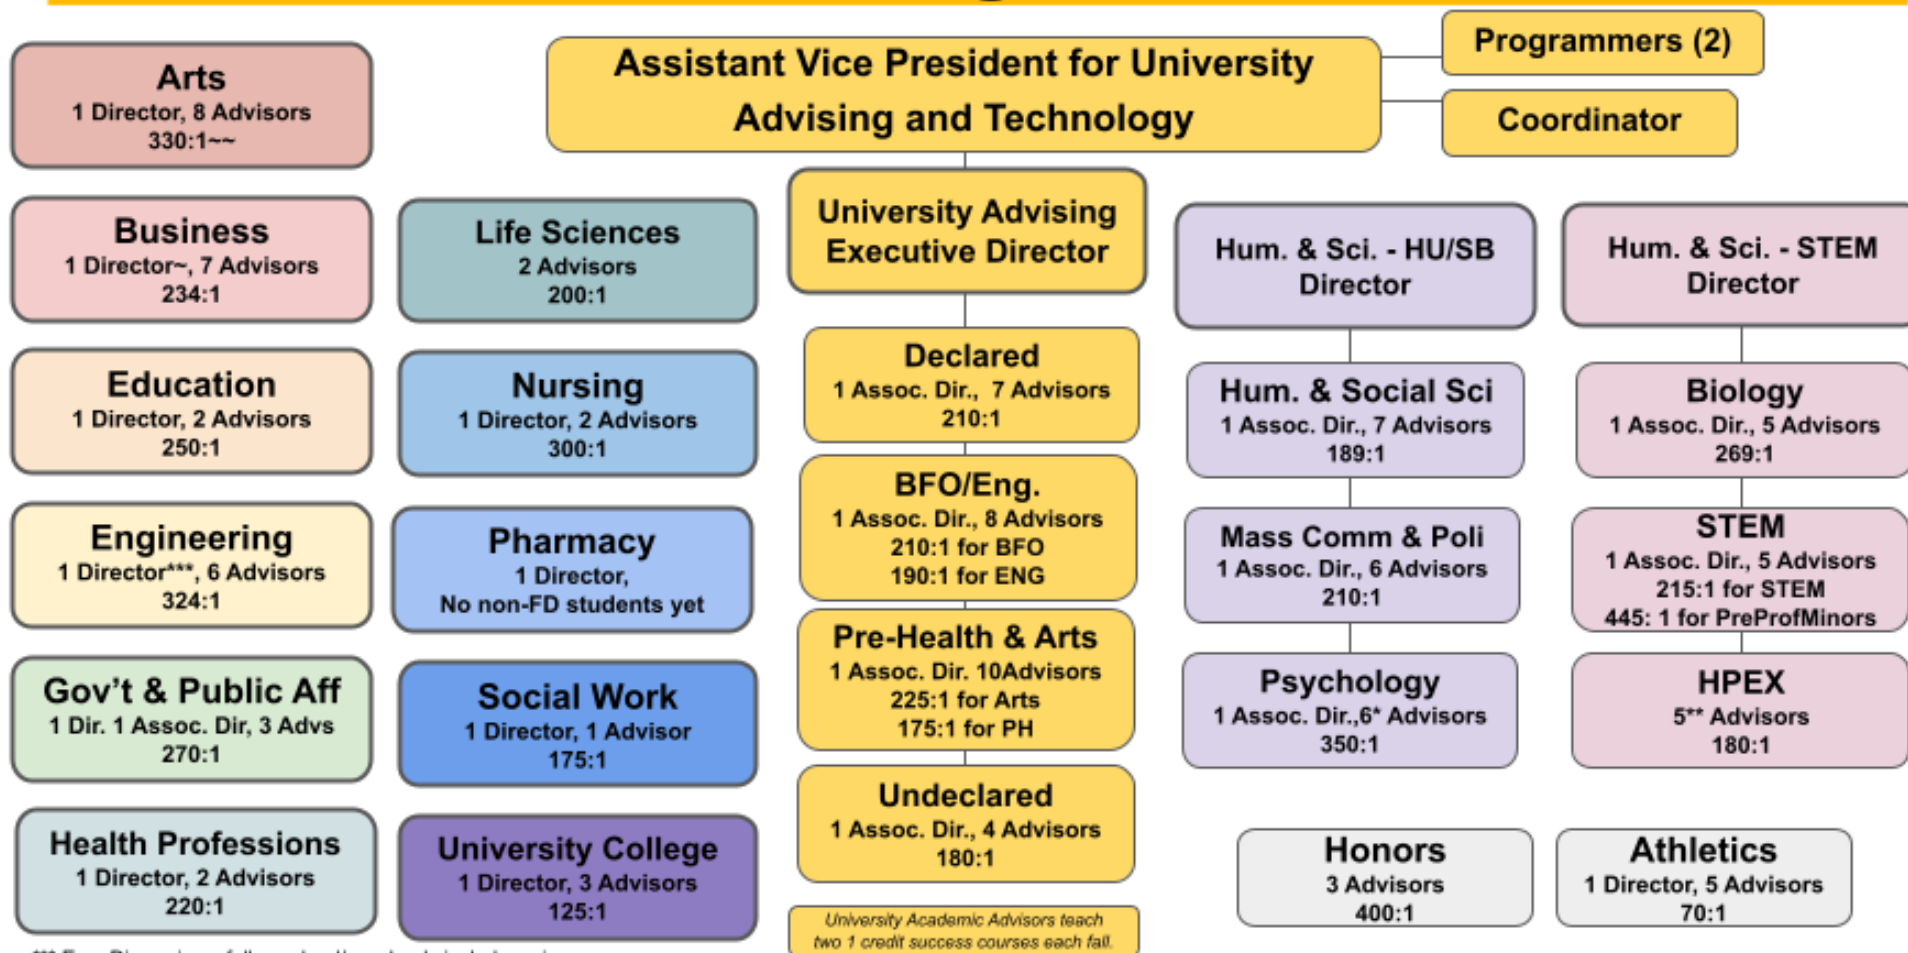 Assistant Vice President for University
Advising and Technology
Programmers (2)
Coordinator
Arts
1 Director, 8 Advisors
330:1~~
Business
1 Director~, 7 Advisors
234:1
Education
1 Director, 2 Advisors
250:1
Engineering
1 Director***, 6 Advisors
324:1
Gov't & Public Aff
1 Dir. 1 Assoc. Dir, 3 Advs
270:1
Health Professions
1 Director, 2 Advisors
220:1
Life Sciences
2 Advisors
200:1
Nursing
1 Director, 2 Advisors
300:1
Pharmacy
1 Director,
No non-FD students yet
Social Work
1 Director, 1 Advisor
175:1
University College
1 Director, 3 Advisors
125:1
University Advising
Executive Director
Declared
1 Assoc. Dir., 7 Advisors
210:1
BFO/Eng.
1 Assoc. Dir., 8 Advisors
210:1 for BFO
190:1 for ENG
Pre-Health & Arts
1 Assoc. Dir. 10Advisors
225:1 for Arts
175:1 for PH
Undeclared
1 Assoc. Dir., 4 Advisors
180:1
University Academic Advisors teach
two 1 credit success courses each fall.
Hum. & Sci. - HU/SB
Director
Hum. & Social Sci
1 Assoc. Dir., 7 Advisors
189:1
Mass Comm & Poli
1 Assoc. Dir., 6 Advisors
210:1
Psychology
1 Assoc. Dir.,6* Advisors
350:1
Hum. & Sci. - STEM
Director
Biology
1 Assoc. Dir., 5 Advisors
269:1
STEM
1 Assoc. Dir., 5 Advisors
215:1 for STEM
445: 1 for PreProfMinors
HPEX
5** Advisors
180:1
Honors
3 Advisors
400:1
Athletics
1 Director, 5 Advisors
70:1